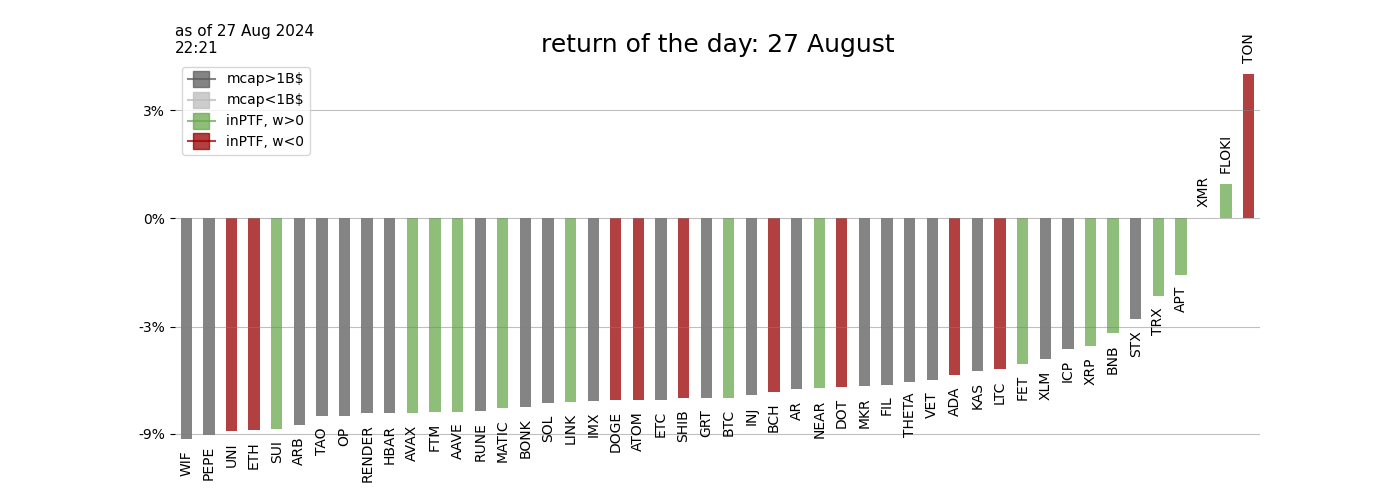 as of 27 Aug 2024
22:21
return of the day: 27 August
mcap>1B$
mcap<1B$
inPTF, w>0
inPTF, w<0
3%
0%
-3%
-9%
WIF
PEPE
UNI
ETH
SUI
ARB
TAO
OP
RENDER
HBAR
AVAX
FTM
AAVE
RUNE
MATIC
BONK
SOL
LINK
IMX
DOGE
ATOM
ETC
SHIB
GRT
BTC
INJ
BCH
AR
NEAR
DOT
MKR
FIL
THETA
VET
ADA
KAS
LTC
FET
XLM
ICP
XRP
BNB
STX
TRX
APT
XMR
FLOKI
TON